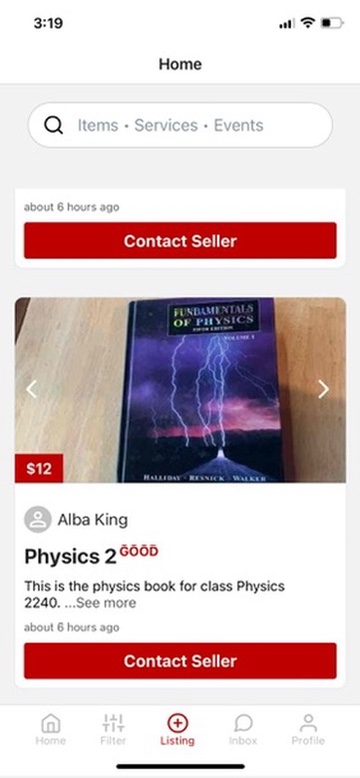 3:19
Home
Items • Services • Events
about 6 hours ago
Contact Seller
FUNDAMENTALS
OF PHYSICS
FIFTH EDITION
VOLUME 1
HALLIDAY · RESNICK · WALKER
$12
Alba King
Physics 2 GOOD
This is the physics book for class Physics
2240. ...See more
about 6 hours ago
Contact Seller
Home Filter Listing Inbox Profile